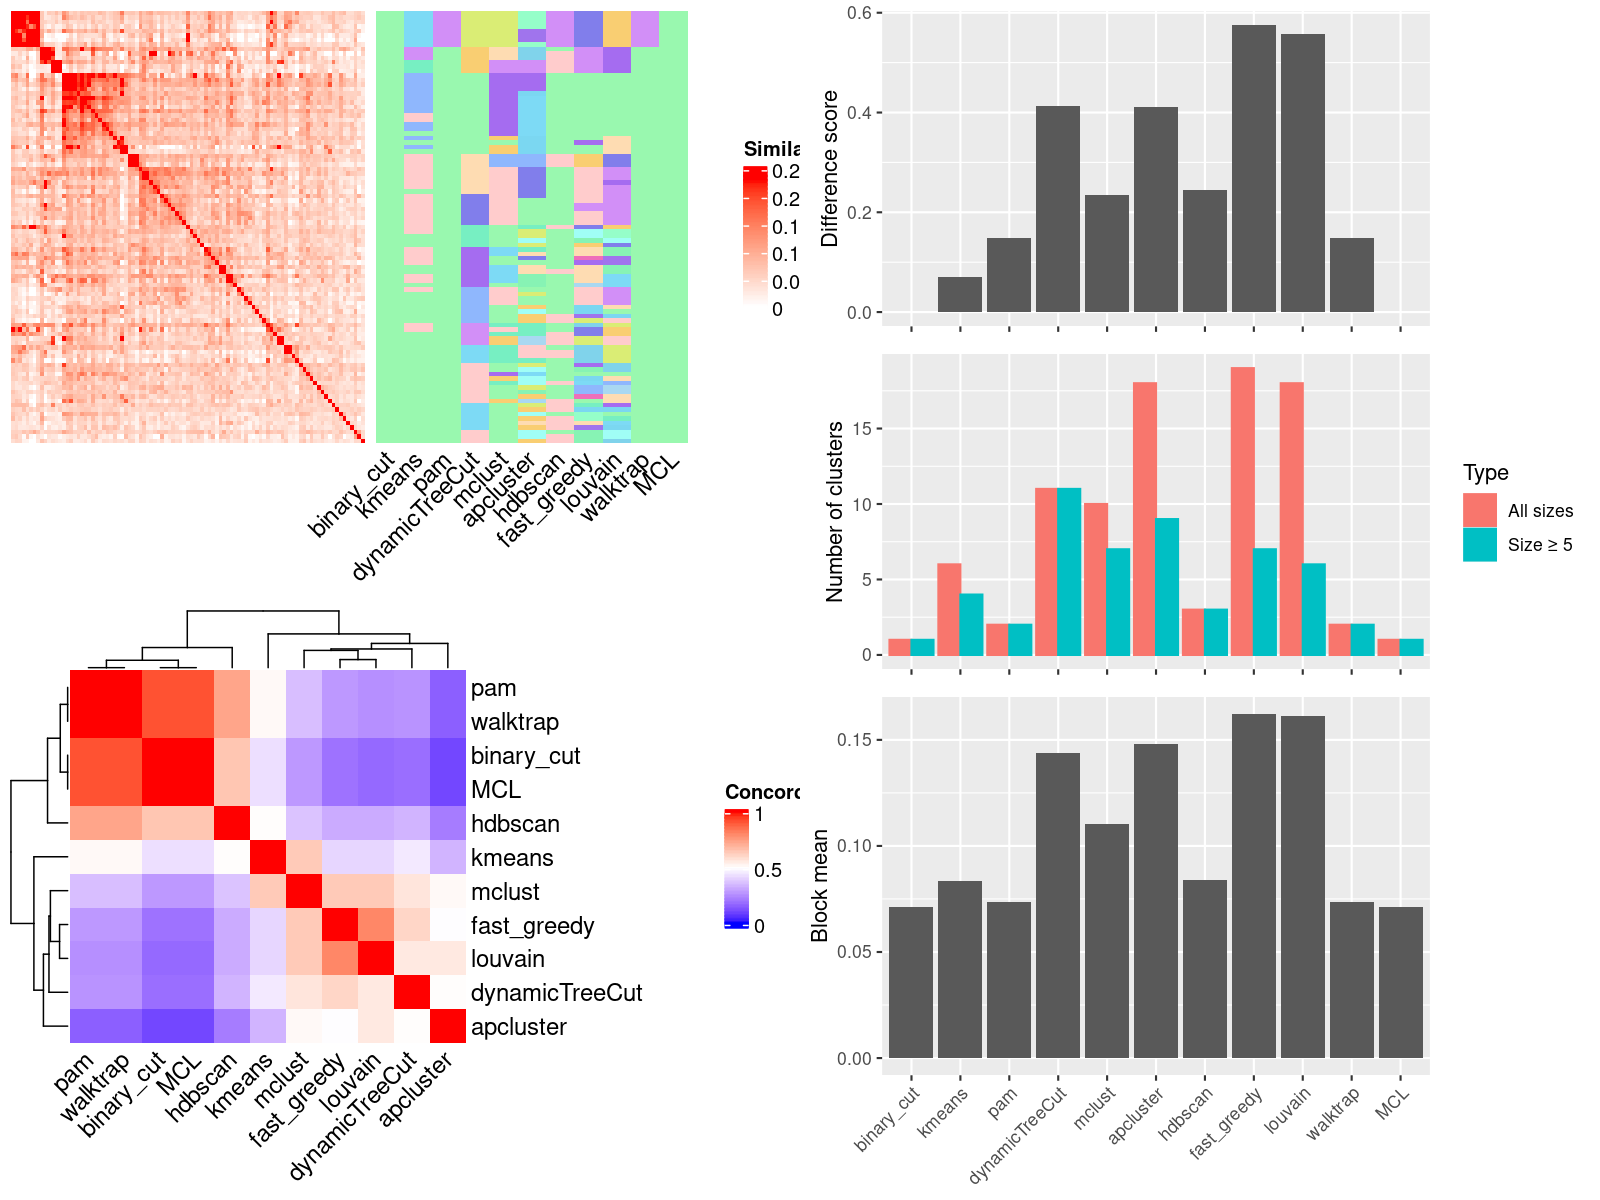 Simila
0.2
0.2
0.1
0.1
0.0
0
binary_cut
kmeans
pam
dynamicTreeCut
mclust
apcluster
hdbscan
fast_greedy
louvain
walktrap
MCL
pam
walktrap
binary_cut
MCL
hdbscan
kmeans
mclust
fast_greedy
louvain
dynamicTreeCut
apcluster
pam
walktrap
binary_cut
MCL
hdbscan
kmeans
mclust
fast_greedy
louvain
dynamicTreeCut
apcluster
Concord
1
0.5
0
Difference score
0.6
0.4
0.2
0.0
Number of clusters
15
10
5
0
Type
All sizes
Size ≥ 5
Block mean
0.15
0.10
0.05
0.00
binary_cut
kmeans
pam
dynamicTreeCut
mclust
apcluster
hdbscan
fast_greedy
louvain
walktrap
MCL